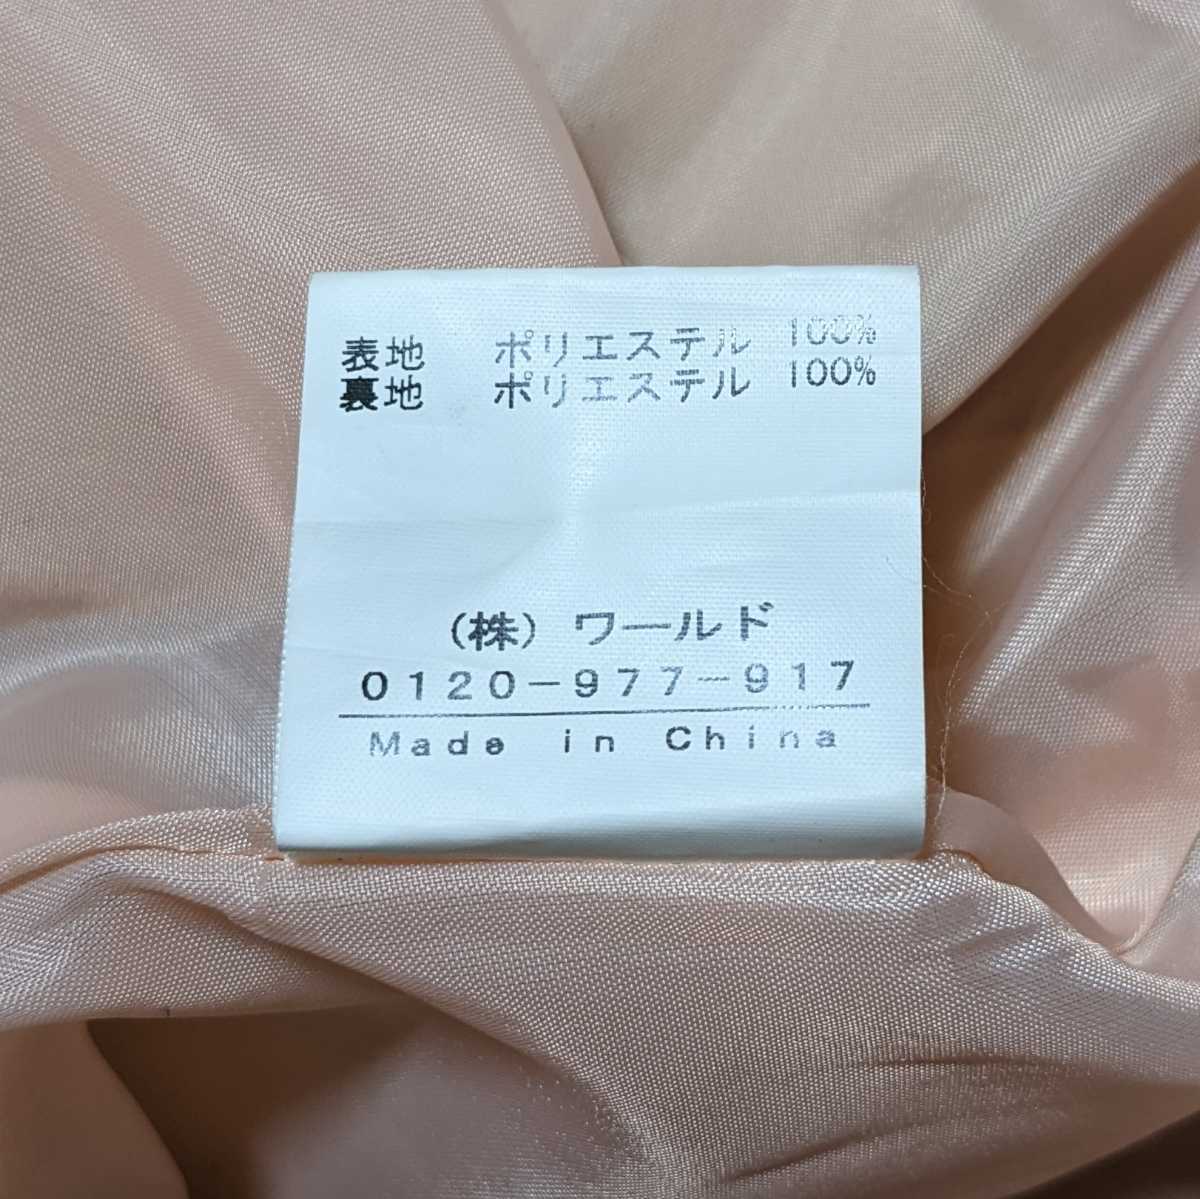 表地 ポリエステル 100%
裏地 ポリエステル 100%
(株) ワールド
0120-977-917
Made in China